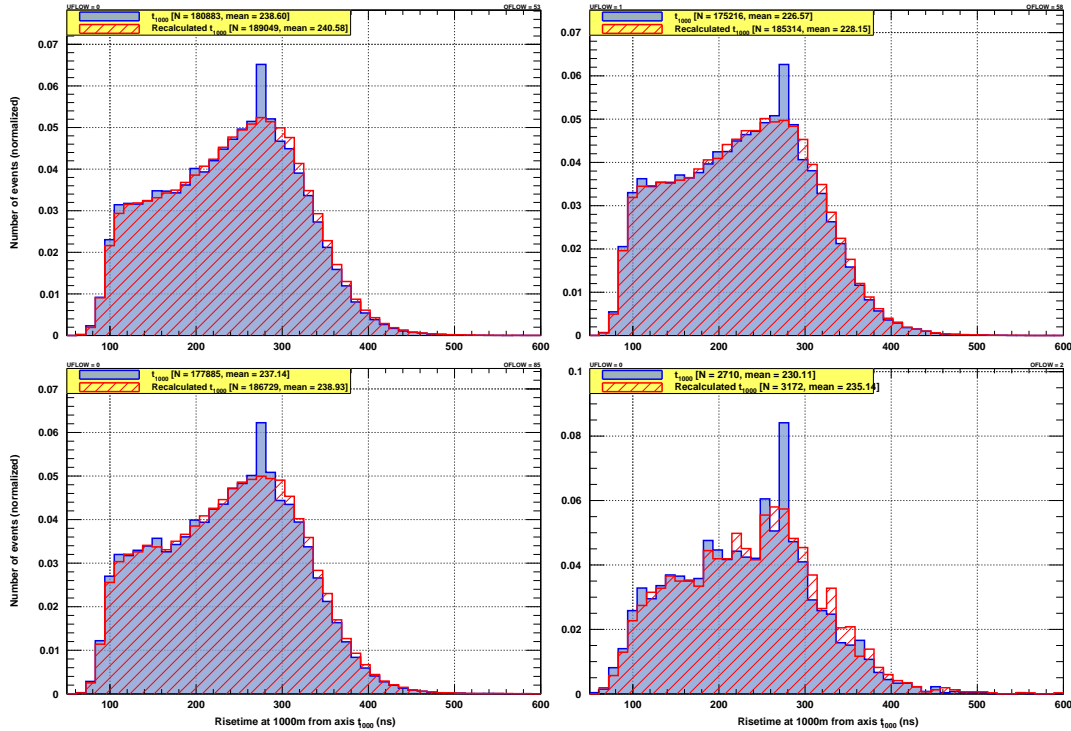 UFLOW = 0
OFLOW = 53
t1000 [N = 180883, mean = 238.60]
Recalculated t1000 [N = 189049, mean = 240.58]
Number of events (normalized)
0.07
0.06
0.05
0.04
0.03
0.02
0.01
0
100 200 300 400 500 600
UFLOW = 1
OFLOW = 58
t1000 [N = 175216, mean = 226.57]
Recalculated t1000 [N = 185314, mean = 228.15]
0.07
0.06
0.05
0.04
0.03
0.02
0.01
0
100 200 300 400 500 600
UFLOW = 0
OFLOW = 85
t1000 [N = 177885, mean = 237.14]
Recalculated t1000 [N = 186729, mean = 238.93]
Number of events (normalized)
0.07
0.06
0.05
0.04
0.03
0.02
0.01
0
100 200 300 400 500 600
Risetime at 1000m from axis t1000 (ns)
UFLOW = 0
OFLOW = 2
t1000 [N = 2710, mean = 230.11]
Recalculated t1000 [N = 3172, mean = 235.14]
0.1
0.08
0.06
0.04
0.02
0
100 200 300 400 500 600
Risetime at 1000m from axis t1000 (ns)